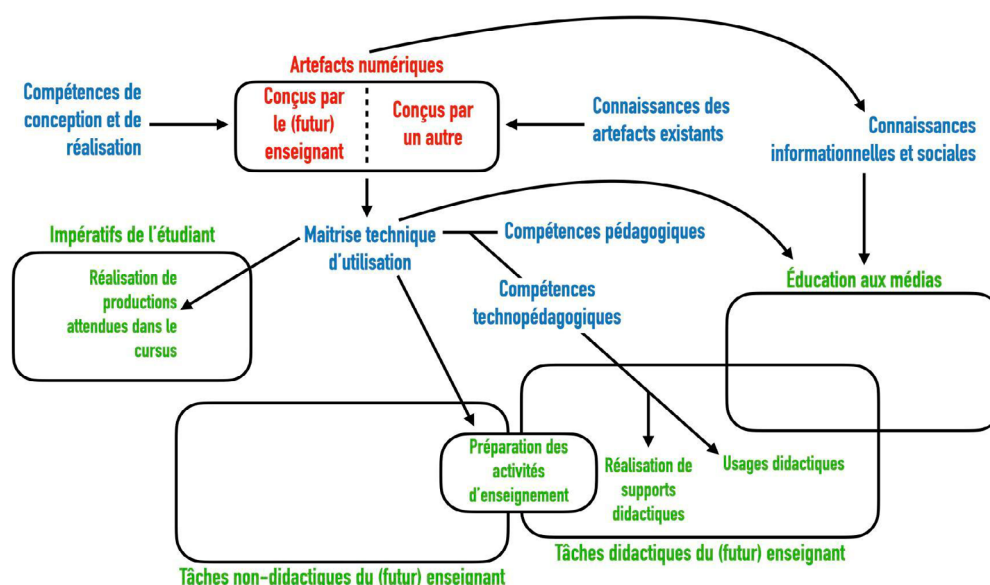 Artefacts numériques
Compétences de
conception et de
réalisation
Conçus par
le (futur)
enseignant
Conçus par
un autre
Connaissances des
artefacts existants
Connaissances
informationnelles et sociales
Impératifs de l'étudiant
Réalisation de
productions
attendues dans le
cursus
Maitrise technique
d'utilisation
Compétences pédagogiques
Compétences
technopédagogiques
Éducation aux médias
Préparation des
activités
d'enseignement
Réalisation de
supports
didactiques
Usages didactiques
Tâches didactiques du (futur) enseignant
Tâches non-didactiques du (futur) enseignant